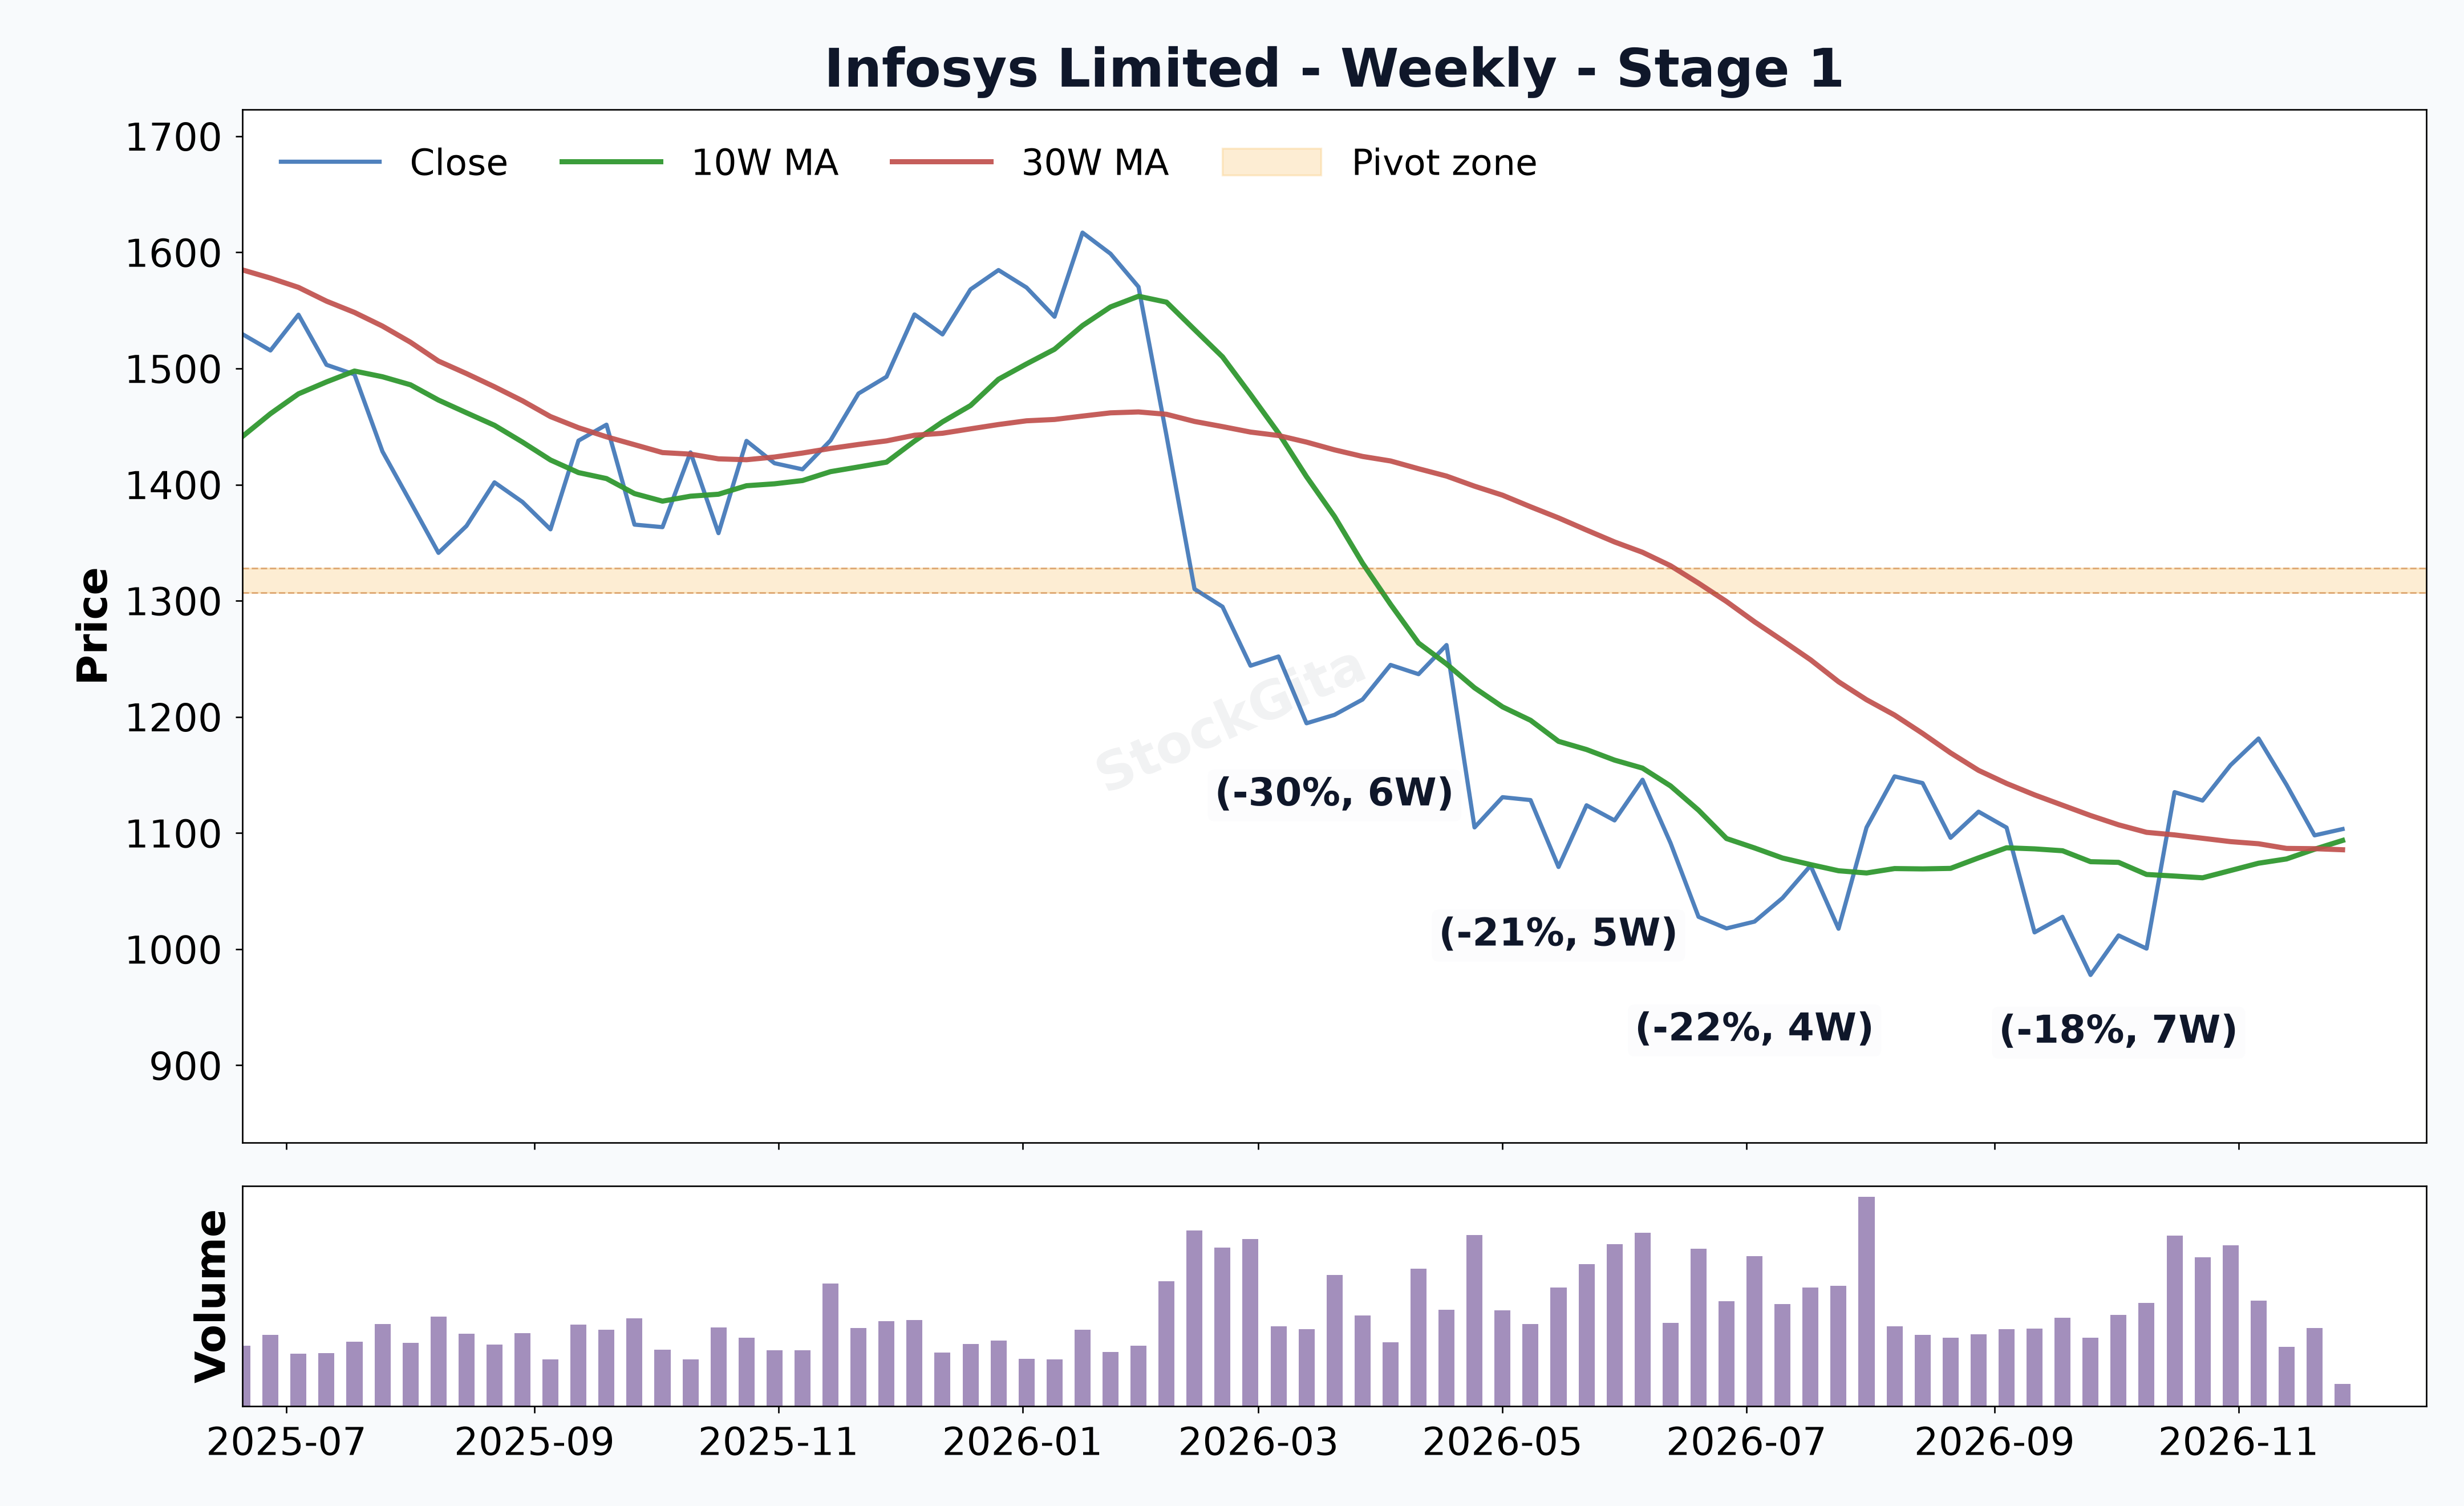 Infosys Limited - Weekly - Stage 1
Close 10W MA 30W MA Pivot zone
Price
1700
1600
1500
1400
1300
1200
1100
1000
900
StockGita
(-30%, 6W)
(-21%, 5W)
(-22%, 4W)
(-18%, 7W)
Volume
2025-07 2025-09 2025-11 2026-01 2026-03 2026-05 2026-07 2026-09 2026-11